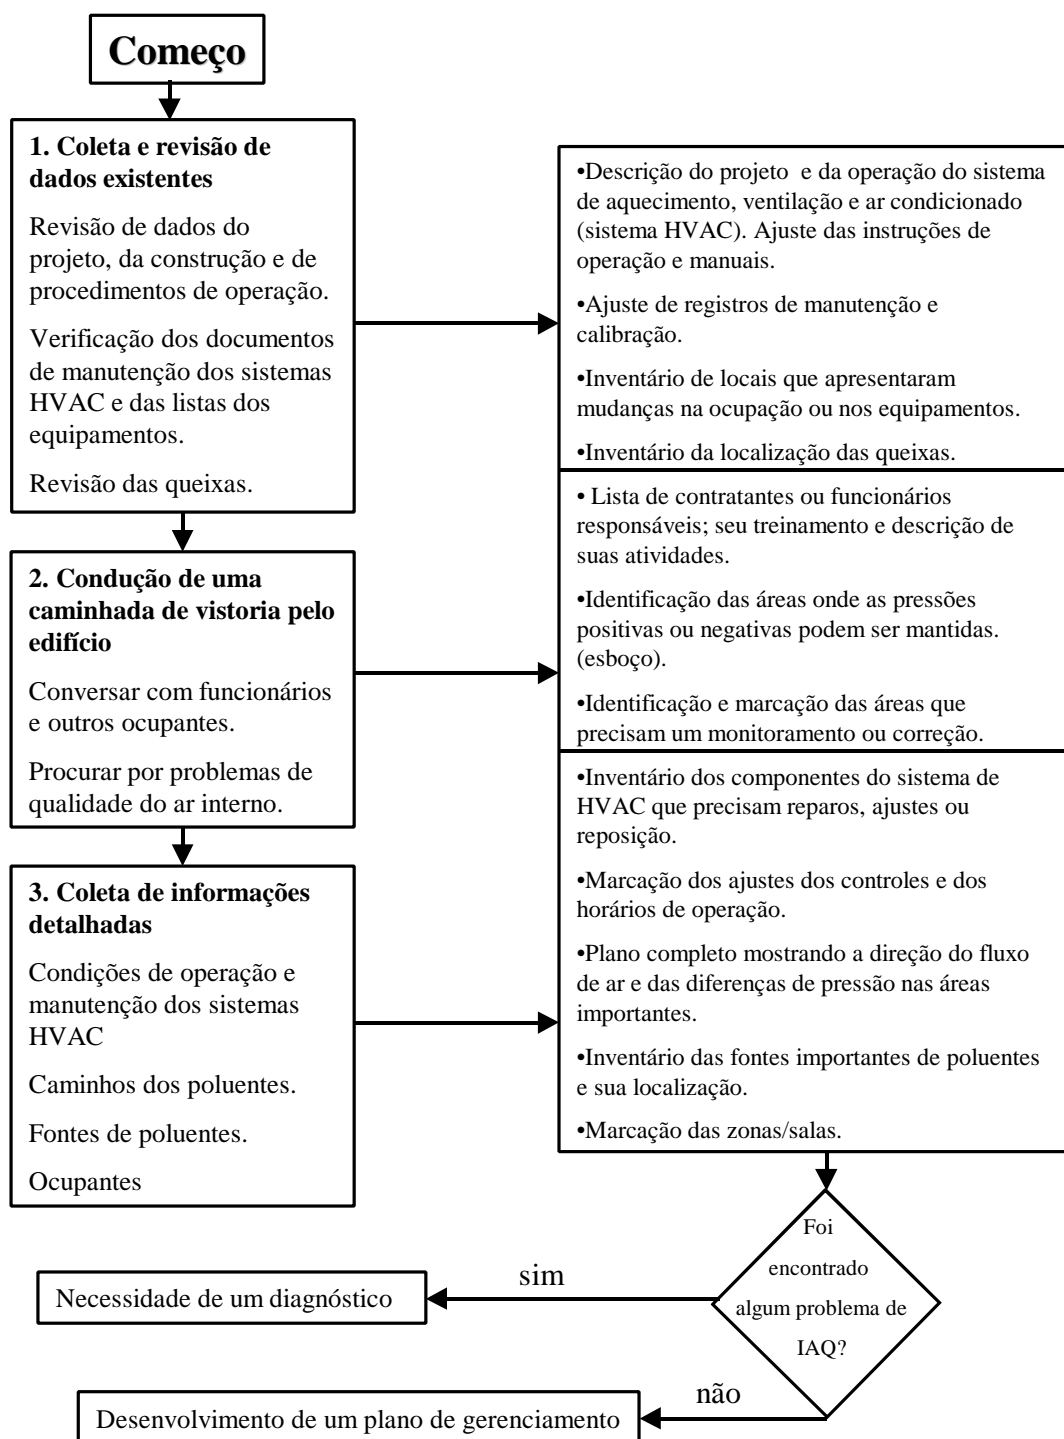 Começo
1. Coleta e revisão de
dados existentes
Revisão de dados do
projeto, da construção e de
procedimentos de operação.
Verificação dos documentos
de manutenção dos sistemas
HVAC e das listas dos
equipamentos.
Revisão das queixas.
•Descrição do projeto e da operação do sistema
de aquecimento, ventilação e ar condicionado
(sistema HVAC). Ajuste das instruções de
operação e manuais.
•Ajuste de registros de manutenção e
calibração.
•Inventário de locais que apresentaram
mudanças na ocupação ou nos equipamentos.
•Inventário da localização das queixas.
2. Condução de uma
caminhada de vistoria pelo
edifício
Conversar com funcionários
e outros ocupantes.
Procurar por problemas de
qualidade do ar interno.
• Lista de contratantes ou funcionários
responsáveis; seu treinamento e descrição de
suas atividades.
•Identificação das áreas onde as pressões
positivas ou negativas podem ser mantidas.
(esboço).
•Identificação e marcação das áreas que
precisam um monitoramento ou correção.
3. Coleta de informações
detalhadas
Condições de operação e
manutenção dos sistemas
HVAC
Caminhos dos poluentes.
Fontes de poluentes.
Ocupantes
•Inventário dos componentes do sistema de
HVAC que precisam reparos, ajustes ou
reposição.
•Marcação dos ajustes dos controles e dos
horários de operação.
•Plano completo mostrando a direção do fluxo
de ar e das diferenças de pressão nas áreas
importantes.
•Inventário das fontes importantes de poluentes
e sua localização.
•Marcação das zonas/salas.
Foi
encontrado
algum problema de
IAQ?
sim
Necessidade de um diagnóstico
não
Desenvolvimento de um plano de gerenciamento